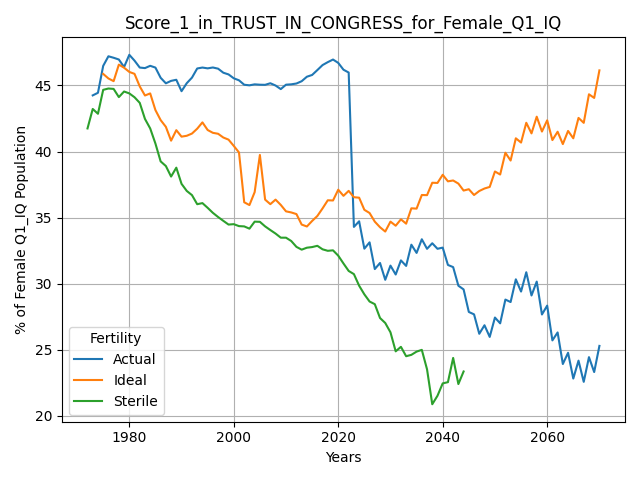 Score_1_in_TRUST_IN_CONGRESS_for_Female_Q1_IQ
% of Female Q1_IQ Population
45
40
35
30
25
20
Fertility
Actual
Ideal
Sterile
1980 2000 2020 2040 2060
Years